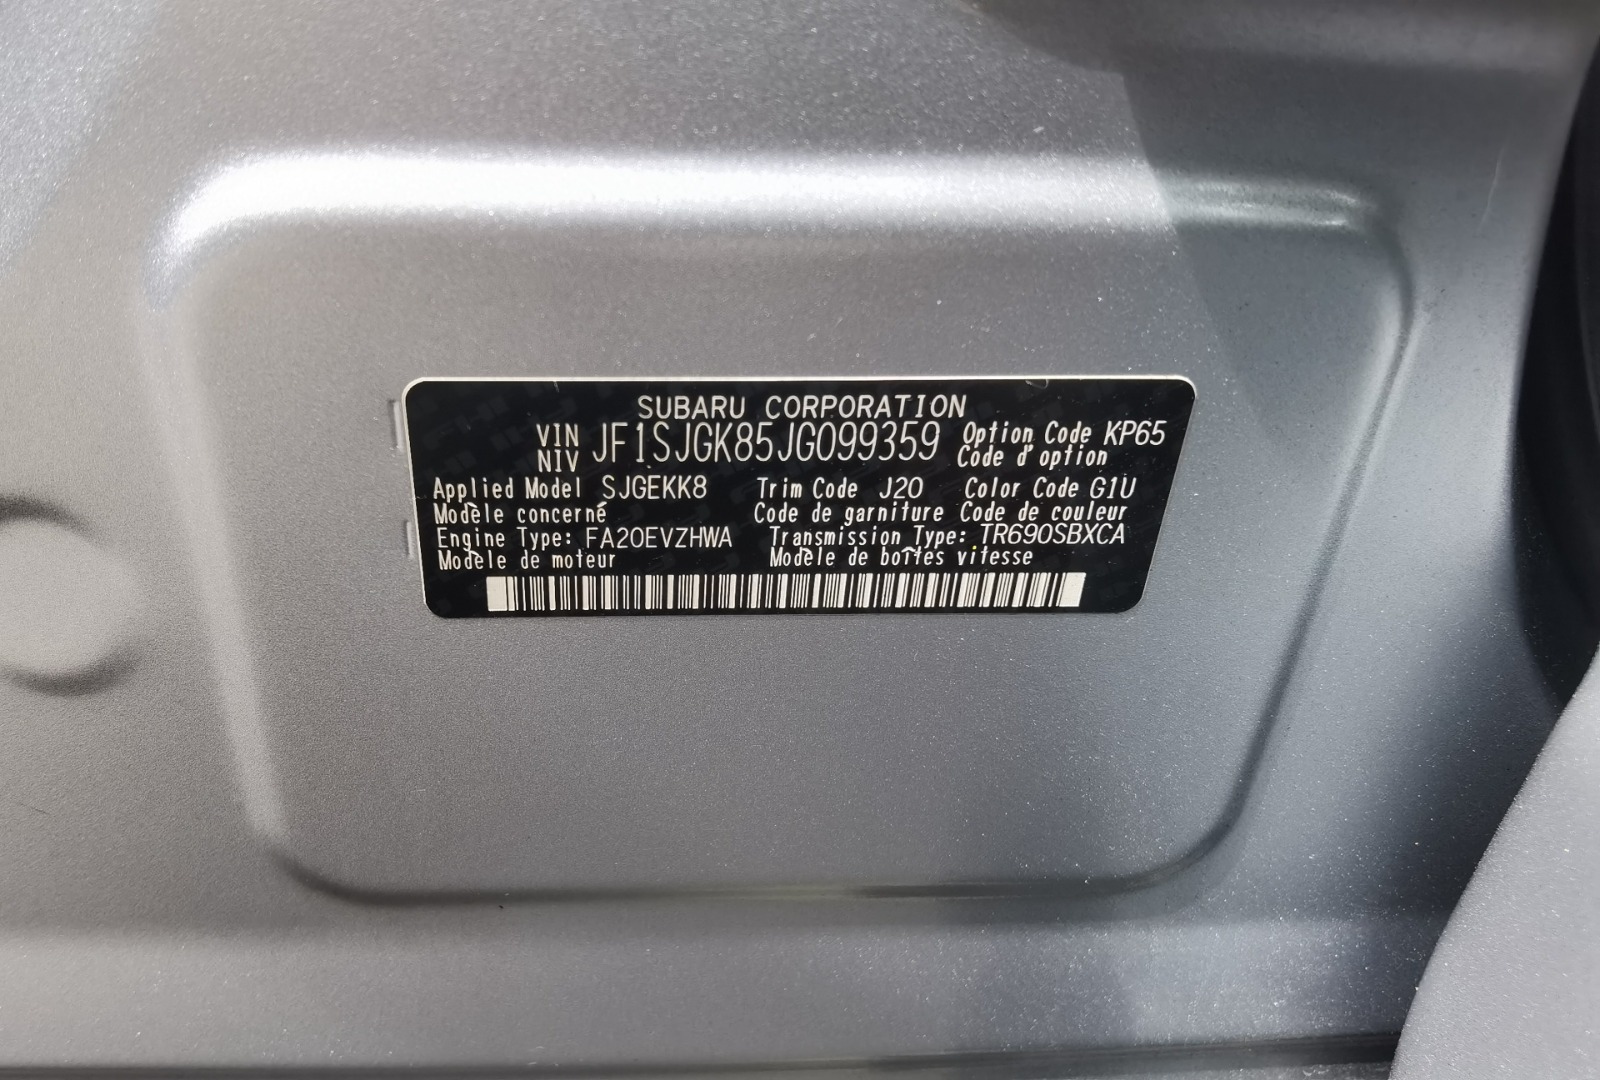 SUBARU CORPORATION
VIN NIV JF1SJGK85JG099359 Option Code KP65
Code d'option
Applied Model SJGEKK8 Trim Code J20 Color Code G1U
Modèle concerné Code de garniture Code de couleur
Engine Type: FA20EVZHWA Transmission Type: TR690SBXCA
Modèle de moteur Modèle de boîtes vitesse